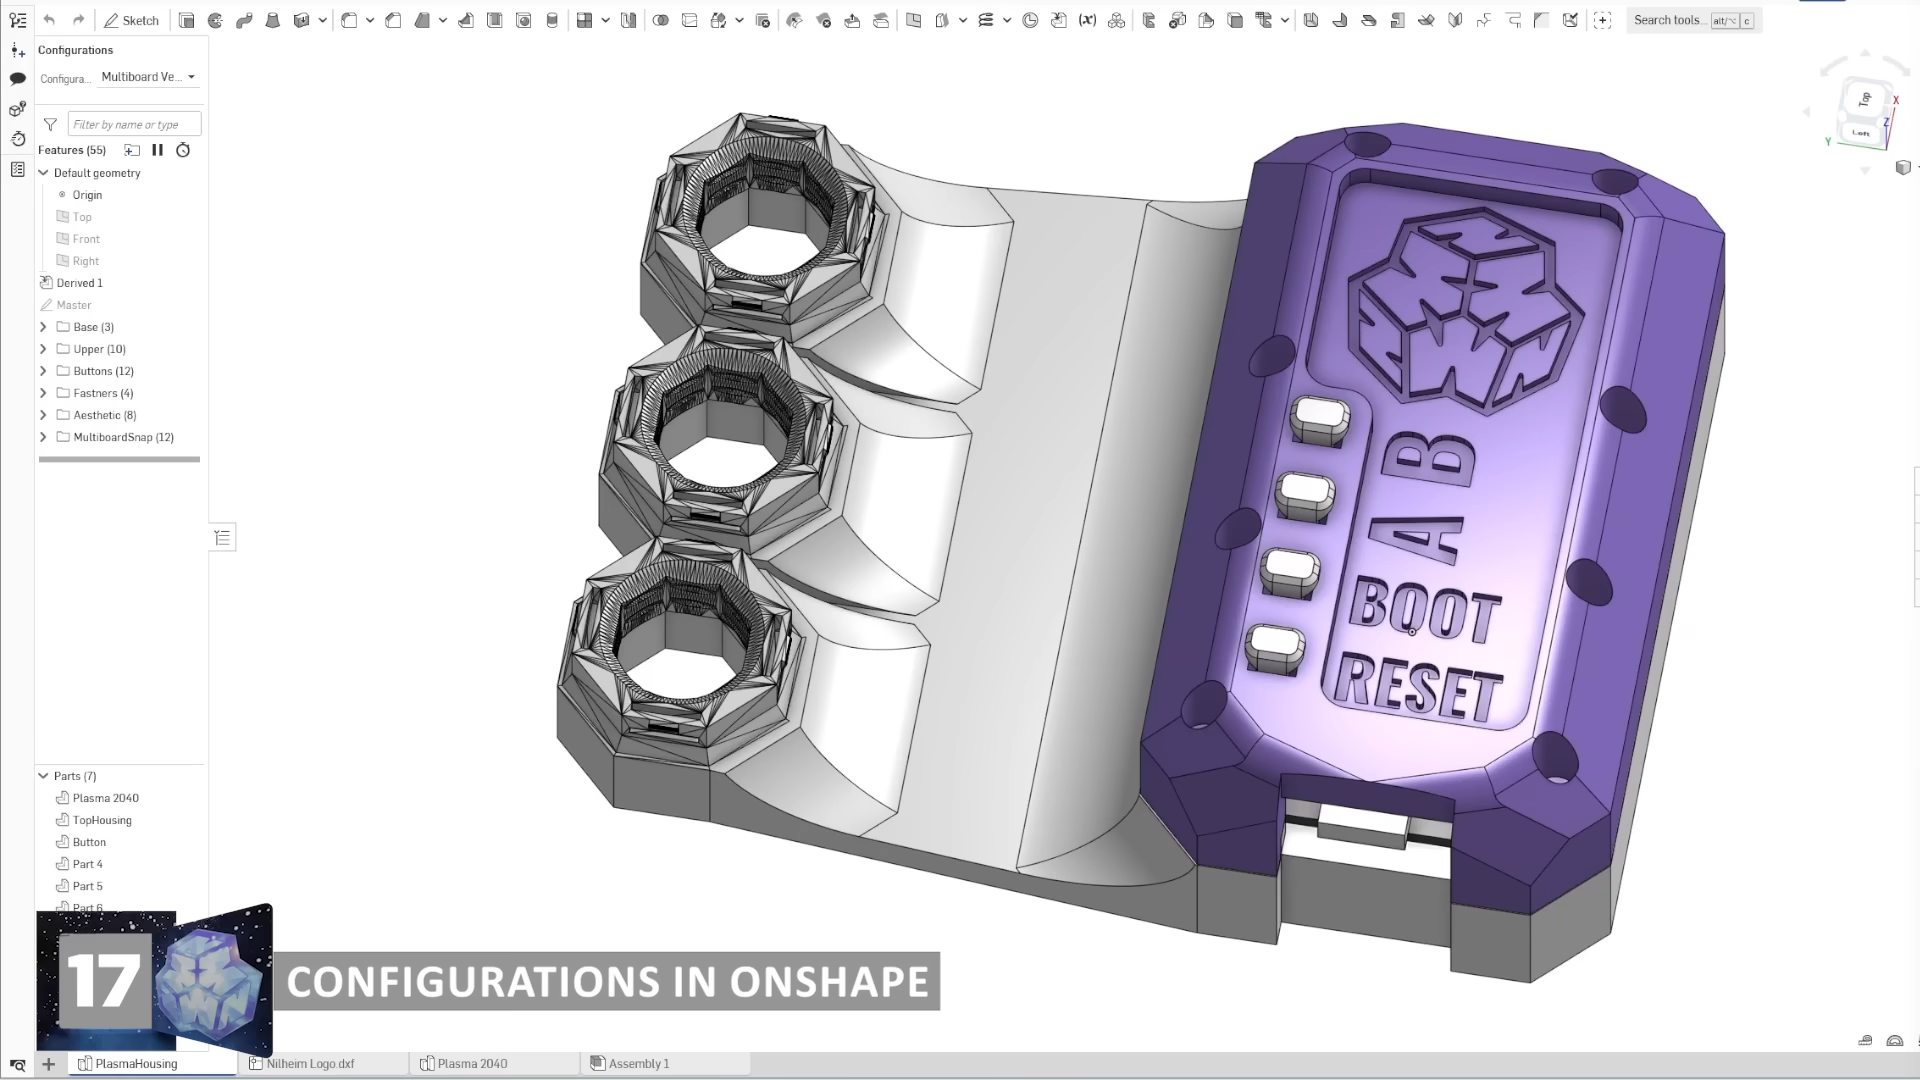 Sketch
Search tools... alt/⌥ c
Configurations
Configura... Multiboard Ve...
Filter by name or type
Features (55)
Default geometry
Origin
Top
Front
Right
Derived 1
Master
Base (3)
Upper (10)
Buttons (12)
Fastners (4)
Aesthetic (8)
MultiboardSnap (12)
Parts (7)
Plasma 2040
TopHousing
Button
Part 4
Part 5
Part 6
(x)
Top
Left
X
Y
Z
B
A
BOOT
RESET
17
CONFIGURATIONS IN ONSHAPE
PlasmaHousing
Nilheim Logo.dxf
Plasma 2040
Assembly 1